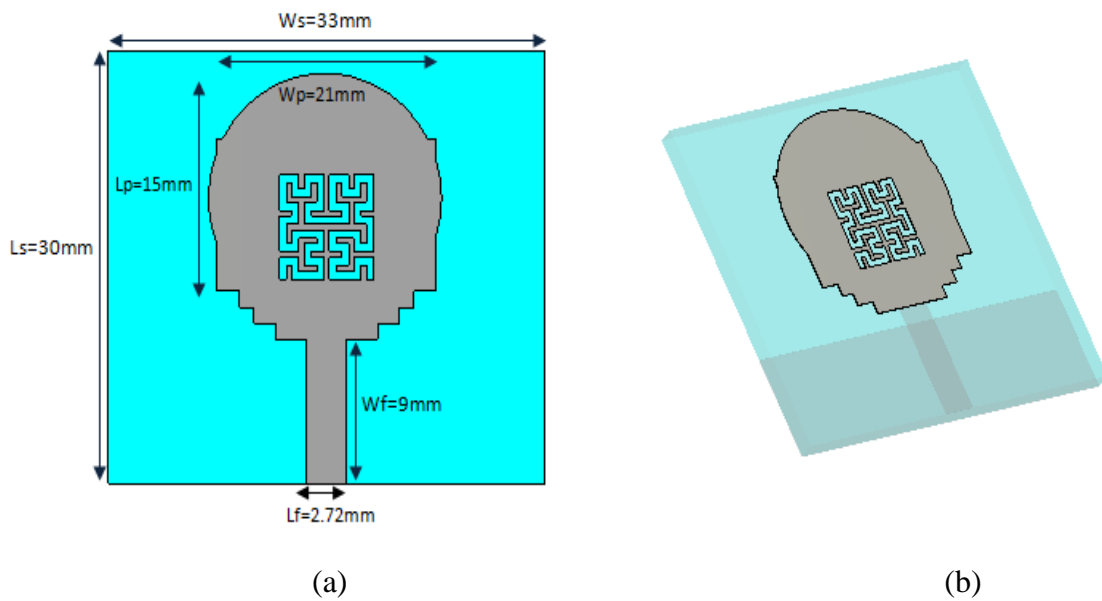 Ws=33mm
Wp=21mm
Lp=15mm
Ls=30mm
Wf=9mm
Lf=2.72mm
(a)
(b)